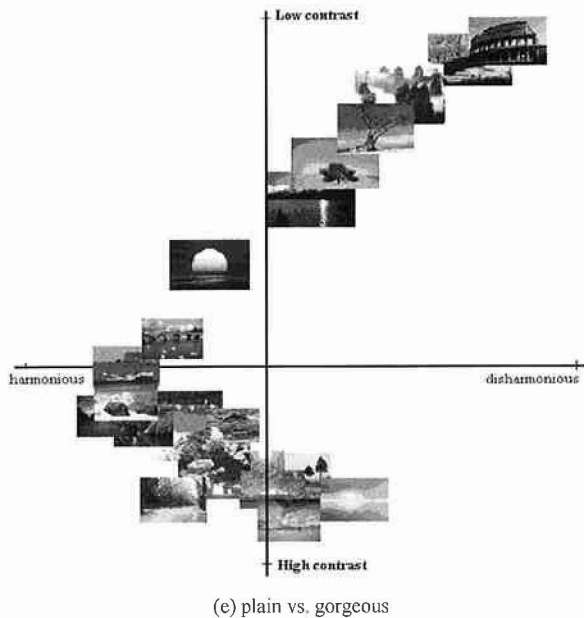 Low contrast
harmonious
disharmonious
High contrast
(e) plain vs. gorgeous